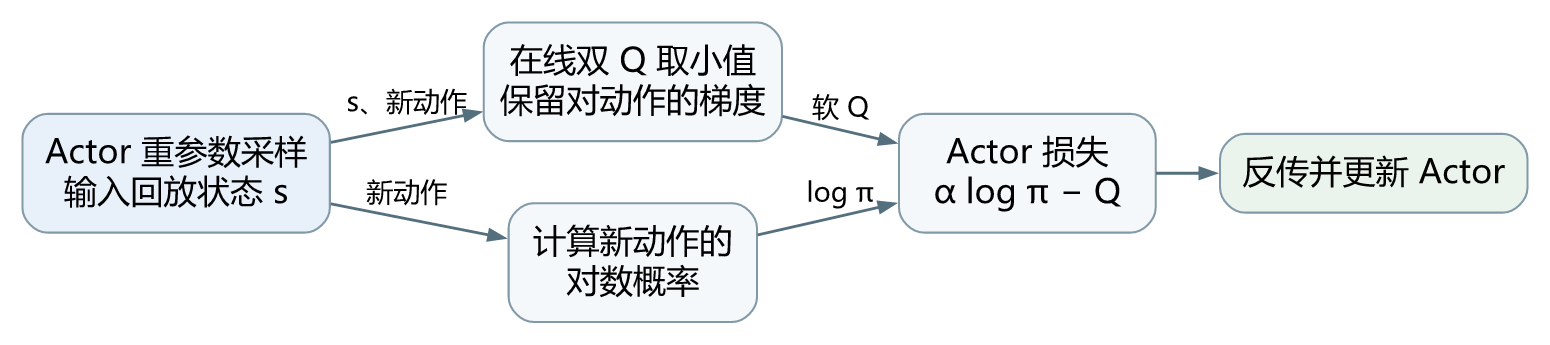 Actor 重参数采样
输入回放状态 s
s、新动作
新动作
在线双 Q 取小值
保留对动作的梯度
计算新动作的
对数概率
软 Q
log π
Actor 损失
α log π − Q
反传并更新 Actor